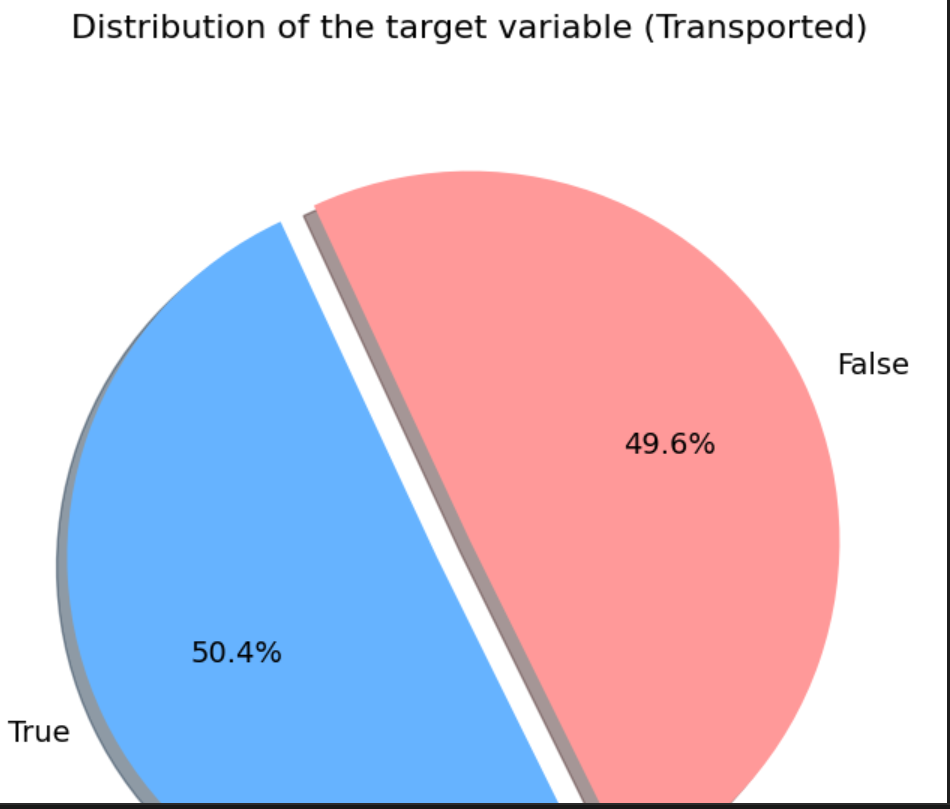 Distribution of the target variable (Transported)
False
49.6%
50.4%
True